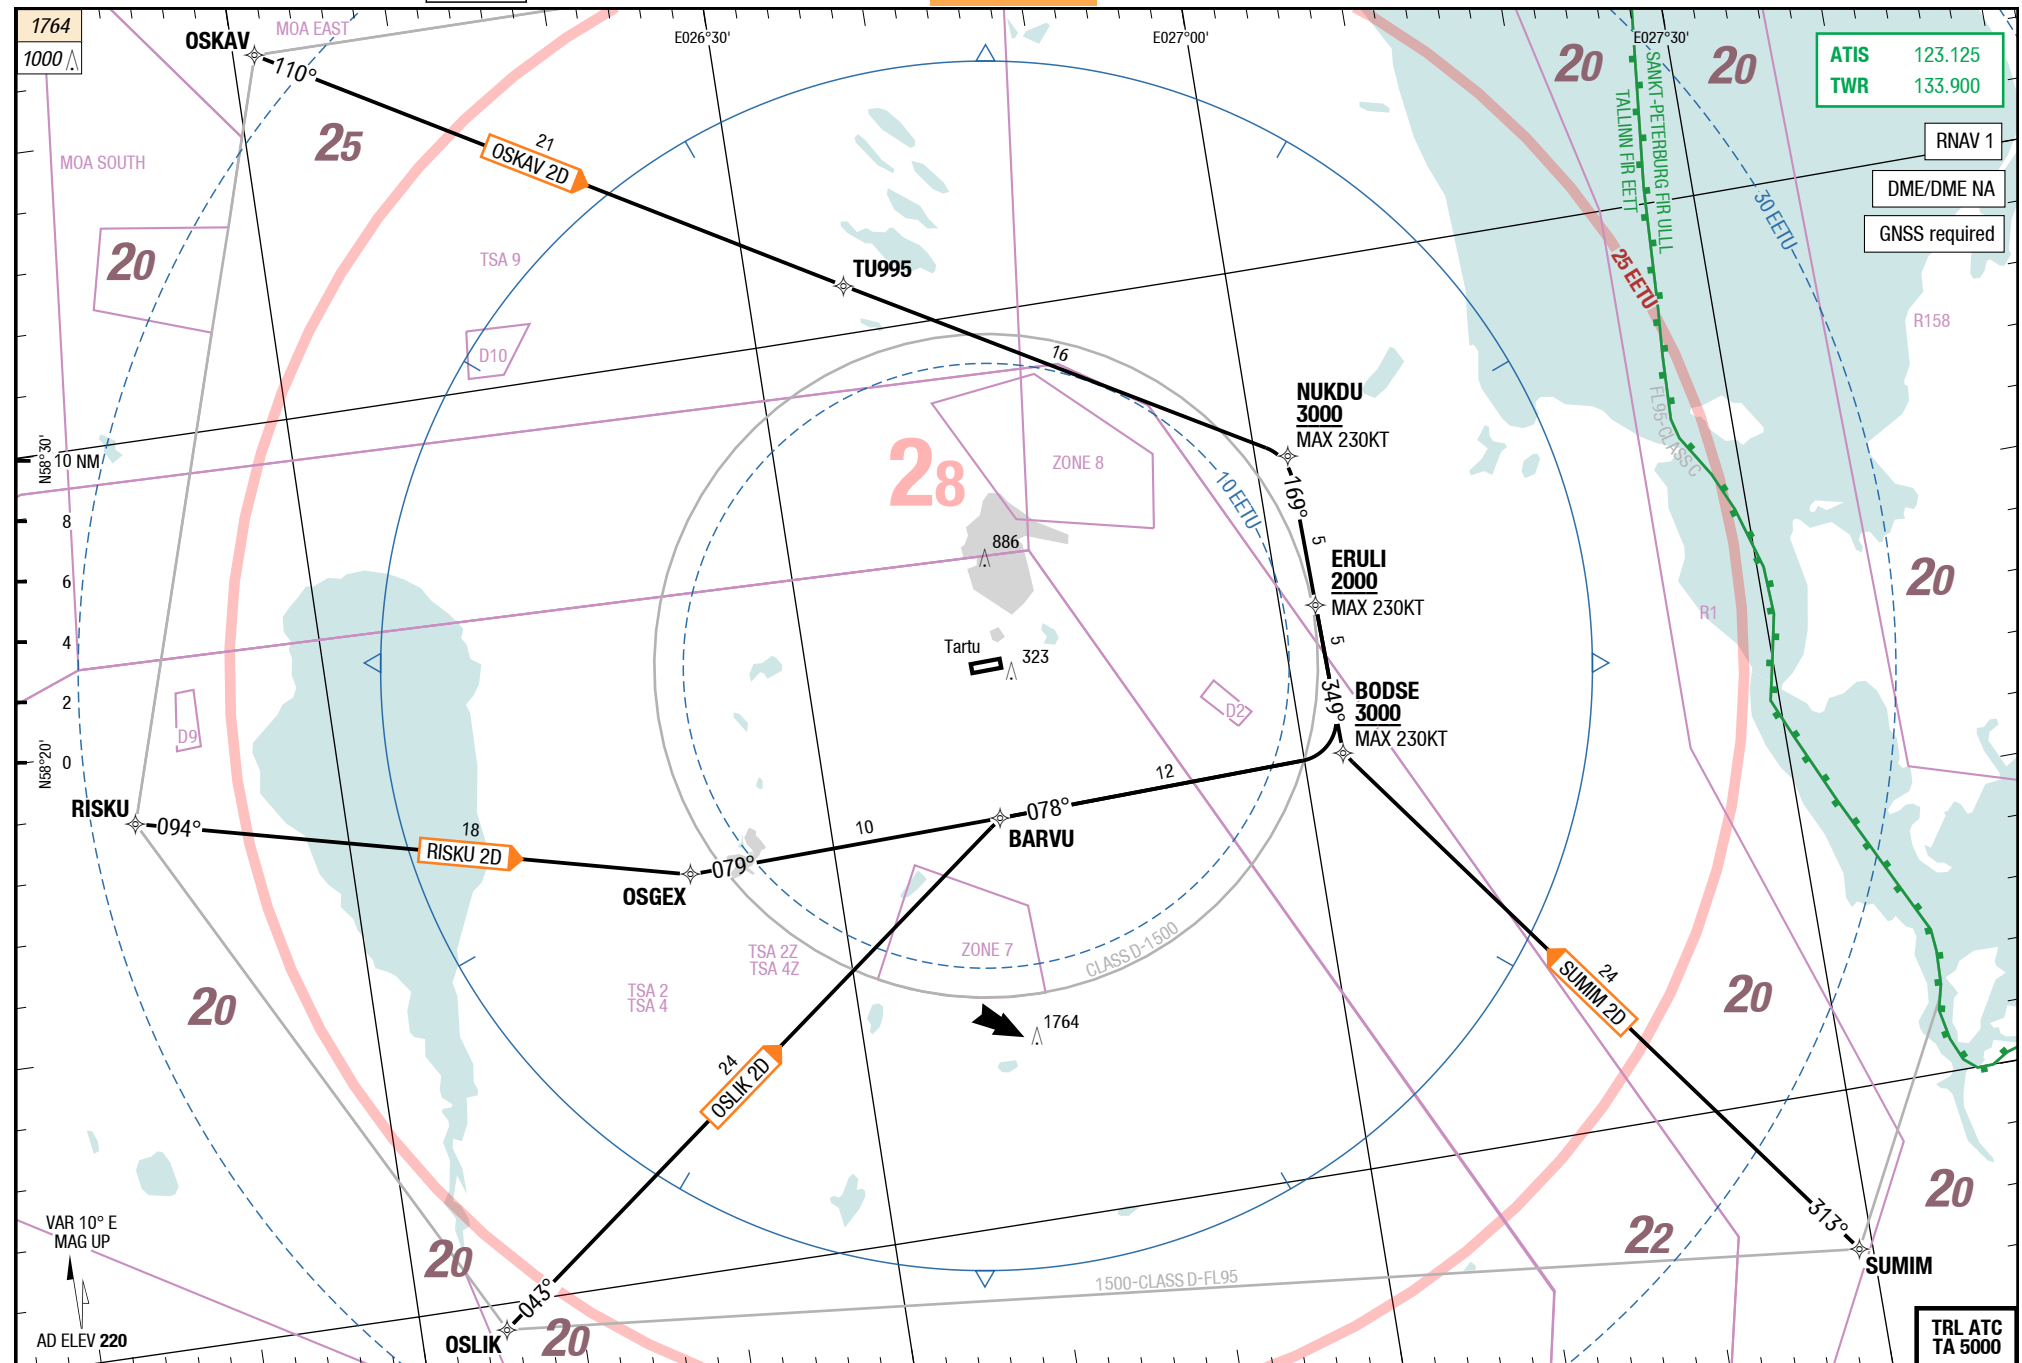 1764
1000
MOA EAST
OSKAV
110°
E026°30'
E027°00'
E027°30'
ATIS 123.125
TWR 133.900
RNAV 1
DME/DME NA
GNSS required
25
20
20
MOA SOUTH
21
OSKAV 2D
SANKT-PETERBURG FIR ULLL
TALLINN FIR EETT
30 EETU
25 EETU
20
TSA 9
TU995
R158
D10
16
NUKDU
3000
MAX 230KT
FL95-CLASS C
N58°30'
10 NM
8
6
4
2
0
N58°20'
28
ZONE 8
10 EETU
169°
5
886
ERULI
2000
MAX 230KT
20
R1
5
Tartu
323
349°
BODSE
3000
MAX 230KT
D9
D2
12
RISKU
094°
18
RISKU 2D
10
078°
BARVU
079°
OSGEX
TSA 2Z
TSA 4Z
ZONE 7
CLASS D-1500
TSA 2
TSA 4
24
SUMIM 2D
20
20
1764
24
OSLIK 2D
20
313°
VAR 10° E
MAG UP
20
22
SUMIM
1500-CLASS D-FL95
043°
AD ELEV 220
OSLIK
20
TRL ATC
TA 5000